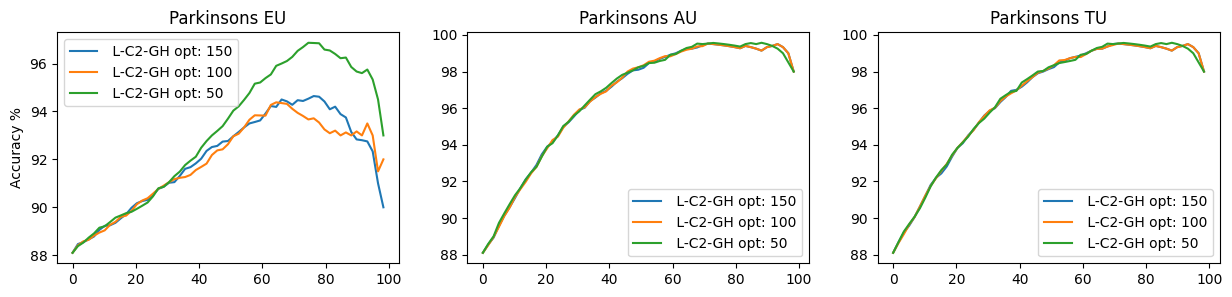 Parkinsons EU
Accuracy %
96
94
92
90
88
0 20 40 60 80 100
L-C2-GH opt: 150
L-C2-GH opt: 100
L-C2-GH opt: 50
Parkinsons AU
100
98
96
94
92
90
88
0 20 40 60 80 100
L-C2-GH opt: 150
L-C2-GH opt: 100
L-C2-GH opt: 50
Parkinsons TU
100
98
96
94
92
90
88
0 20 40 60 80 100
L-C2-GH opt: 150
L-C2-GH opt: 100
L-C2-GH opt: 50